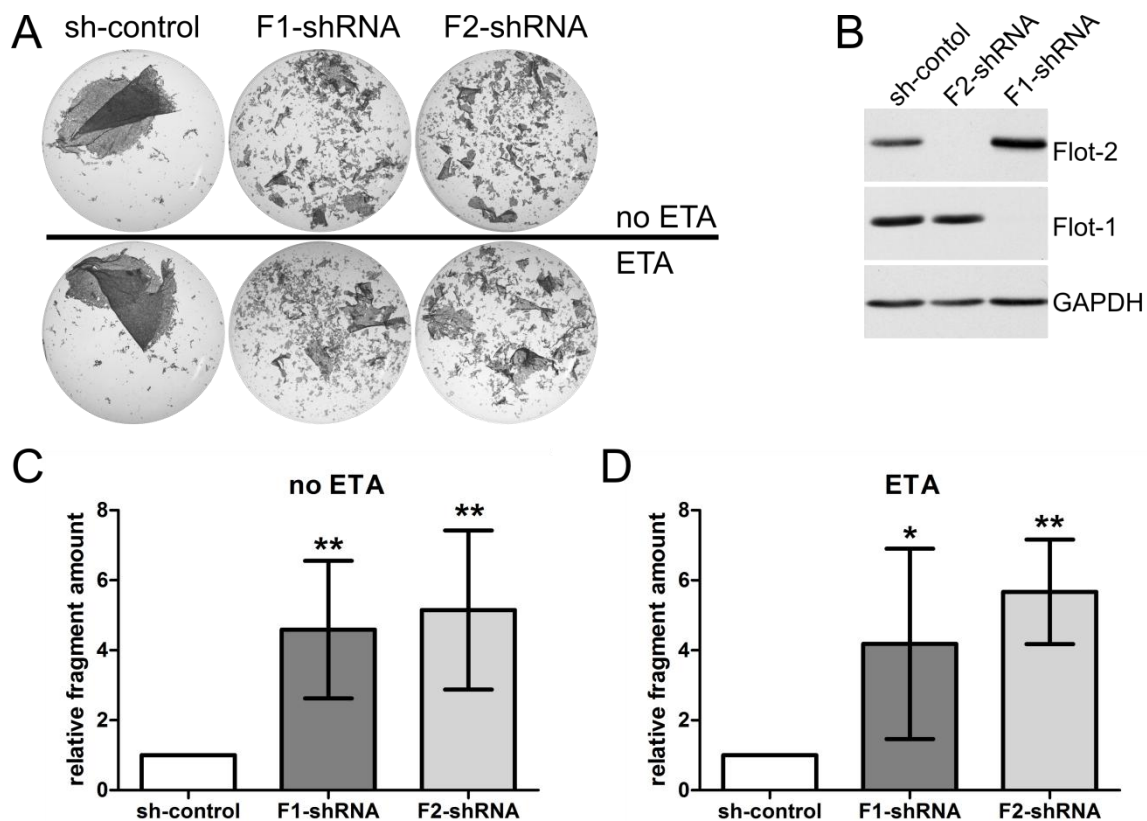 A
sh-control F1-shRNA F2-shRNA
no ETA
ETA
B
sh-contol F2-shRNA F1-shRNA
Flot-2
Flot-1
GAPDH
C
no ETA
relative fragment amount
8
6
4
2
0
** **
sh-control F1-shRNA F2-shRNA
D
ETA
relative fragment amount
8
6
4
2
0
* **
sh-control F1-shRNA F2-shRNA